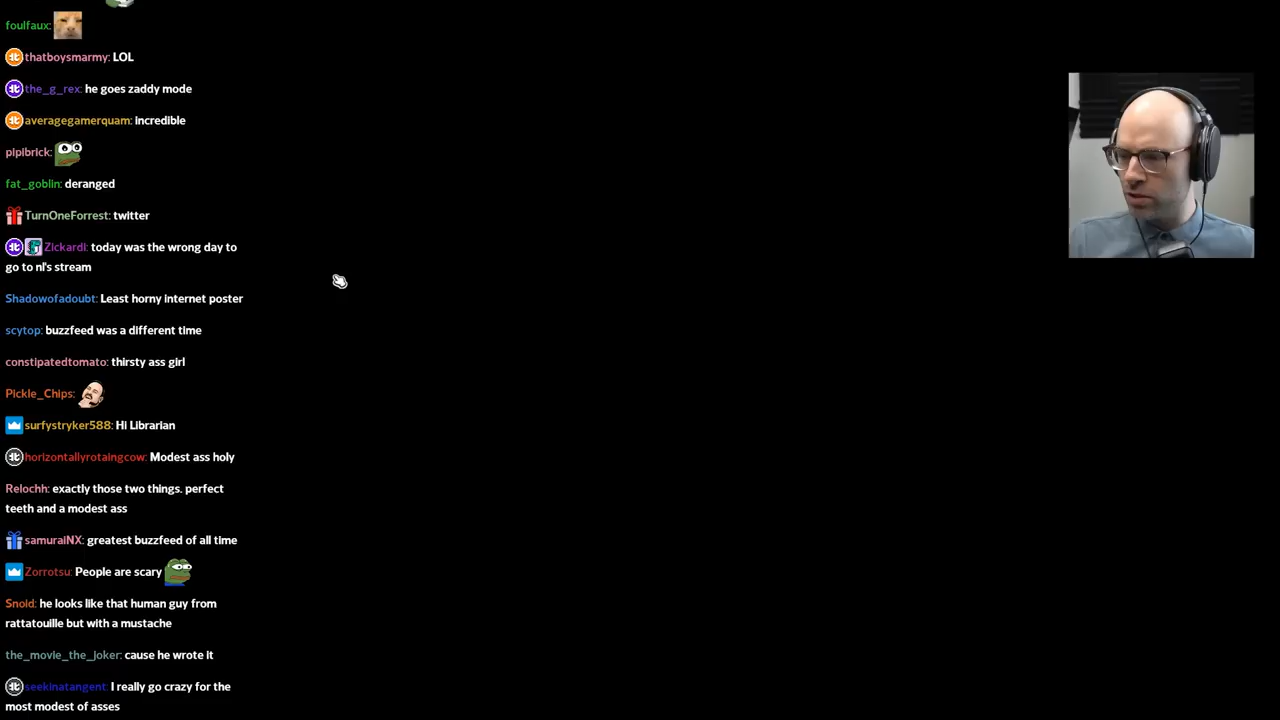 foulfaux:
thatboysmarmy: LOL
the_g_rex: he goes zaddy mode
averagegamerquam: incredible
pipibrick:
fat_goblin: deranged
TurnOneForrest: twitter
Zickardi: today was the wrong day to
go to nl's stream
Shadowofadoubt: Least horny internet poster
scytop: buzzfeed was a different time
constipatedtomato: thirsty ass girl
Pickle_Chips:
surfystryker588: Hi Librarian
horizontallyrotaingcow: Modest ass holy
Relochh: exactly those two things. perfect
teeth and a modest ass
samuraiNX: greatest buzzfeed of all time
Zorrotsu: People are scary
Snoid: he looks like that human guy from
rattatouille but with a mustache
the_movie_the_joker: cause he wrote it
seekinatangent: I really go crazy for the
most modest of asses